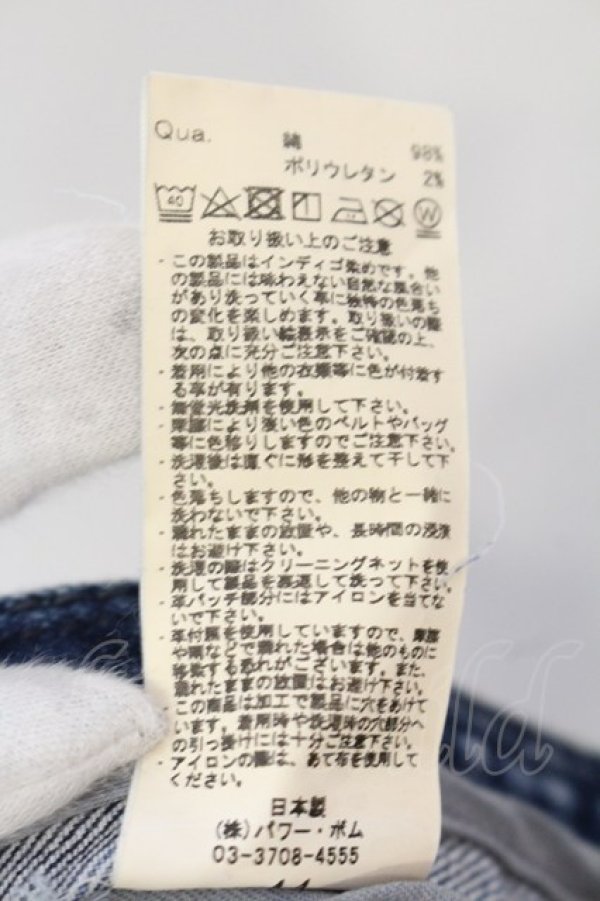 Qua. 綿 98%
ポリウレタン 2%
40
お取り扱い上のご注意
・この製品はインディゴ染めです。他
の製品には味わえない自然な風合い
があり洗っていく事に独特の色落ち
の変化を楽しめます。取り扱いの際
は、取り扱い絵表示をご確認の上、
次の点に充分ご注意下さい。
・着用により他の衣類等に色が付着す
る事が有ります。
・無蛍光洗剤を使用して下さい。
・摩擦により淡い色のベルトやバッグ
等に色移りしますのでご注意下さい。
・洗濯後は直ぐに形を整えて干して下
さい。
・色落ちしますので、他の物と一緒に
洗わないで下さい。
・濡れたままの放置や、長時間の浸漬
はお避け下さい。
・洗濯の際はクリーニングネットを使
用して製品を裏返して洗って下さい。
・革パッチ部分にはアイロンを当てな
いで下さい。
・革付属を使用していますので、摩擦
や雨などで濡れた場合は他のものに
移染する恐れがございます。また、
濡れたままの放置はお避け下さい。
・この商品は加工で製品に穴をあけて
います。着用時や洗濯時の穴部分へ
の引っ掛けには十分ご注意下さい。
・アイロンの際は、あて布を使用して
ください。
日本製
(株)パワー・ボム
03-3708-4555